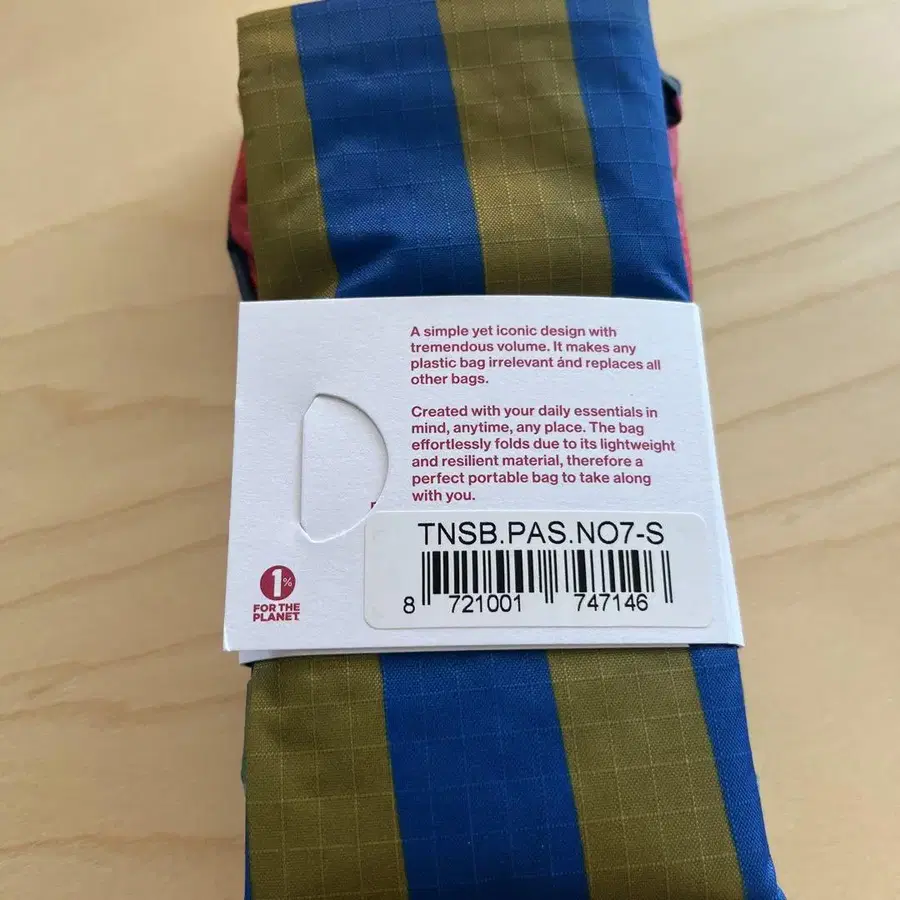 A simple yet iconic design with
tremendous volume. It makes any
plastic bag irrelevant ánd replaces all
other bags.
Created with your daily essentials in
mind, anytime, any place. The bag
effortlessly folds due to its lightweight
and resilient material, therefore a
perfect portable bag to take along
with you.
TNSB.PAS.NO7-S
8 721001 747146
1%
FOR THE
PLANET